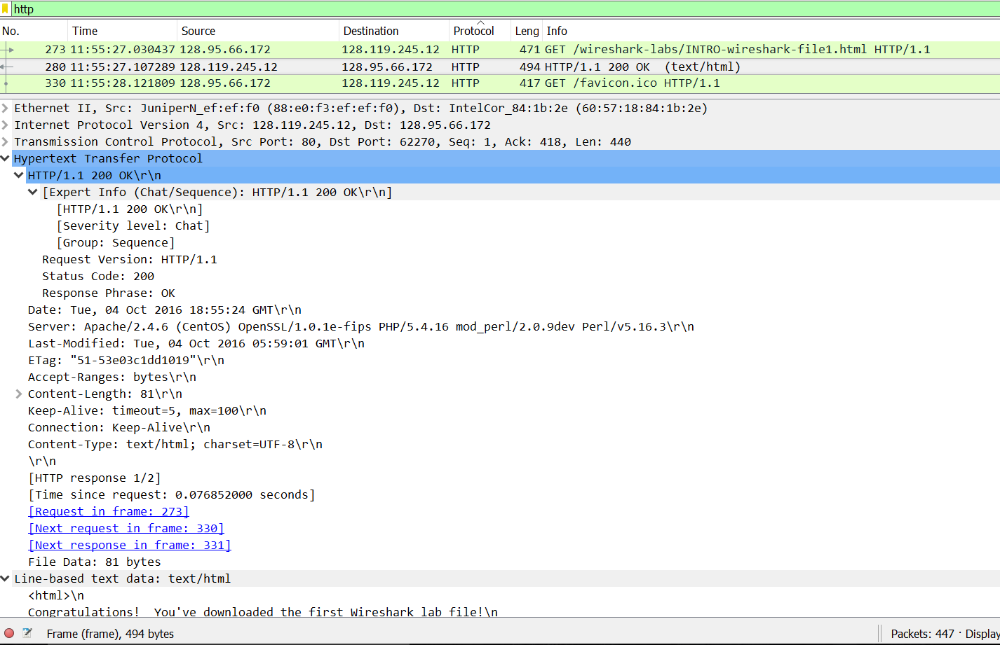 http
No. Time Source Destination Protocol Leng Info
273 11:55:27.030437 128.95.66.172 128.119.245.12 HTTP 471 GET /wireshark-labs/INTRO-wireshark-file1.html HTTP/1.1
280 11:55:27.107289 128.119.245.12 128.95.66.172 HTTP 494 HTTP/1.1 200 OK  (text/html)
330 11:55:28.121809 128.95.66.172 128.119.245.12 HTTP 417 GET /favicon.ico HTTP/1.1
Ethernet II, Src: JuniperN_ef:ef:f0 (88:e0:f3:ef:ef:f0), Dst: IntelCor_84:1b:2e (60:57:18:84:1b:2e)
Internet Protocol Version 4, Src: 128.119.245.12, Dst: 128.95.66.172
Transmission Control Protocol, Src Port: 80, Dst Port: 62270, Seq: 1, Ack: 418, Len: 440
Hypertext Transfer Protocol
HTTP/1.1 200 OK\r\n
[Expert Info (Chat/Sequence): HTTP/1.1 200 OK\r\n]
[HTTP/1.1 200 OK\r\n]
[Severity level: Chat]
[Group: Sequence]
Request Version: HTTP/1.1
Status Code: 200
Response Phrase: OK
Date: Tue, 04 Oct 2016 18:55:24 GMT\r\n
Server: Apache/2.4.6 (CentOS) OpenSSL/1.0.1e-fips PHP/5.4.16 mod_perl/2.0.9dev Perl/v5.16.3\r\n
Last-Modified: Tue, 04 Oct 2016 05:59:01 GMT\r\n
ETag: "51-53e03c1dd1019"\r\n
Accept-Ranges: bytes\r\n
Content-Length: 81\r\n
Keep-Alive: timeout=5, max=100\r\n
Connection: Keep-Alive\r\n
Content-Type: text/html; charset=UTF-8\r\n
\r\n
[HTTP response 1/2]
[Time since request: 0.076852000 seconds]
[Request in frame: 273]
[Next request in frame: 330]
[Next response in frame: 331]
File Data: 81 bytes
Line-based text data: text/html
<html>\n
Congratulations!  You've downloaded the first Wireshark lab file!\n
Frame (frame), 494 bytes Packets: 447 · Display